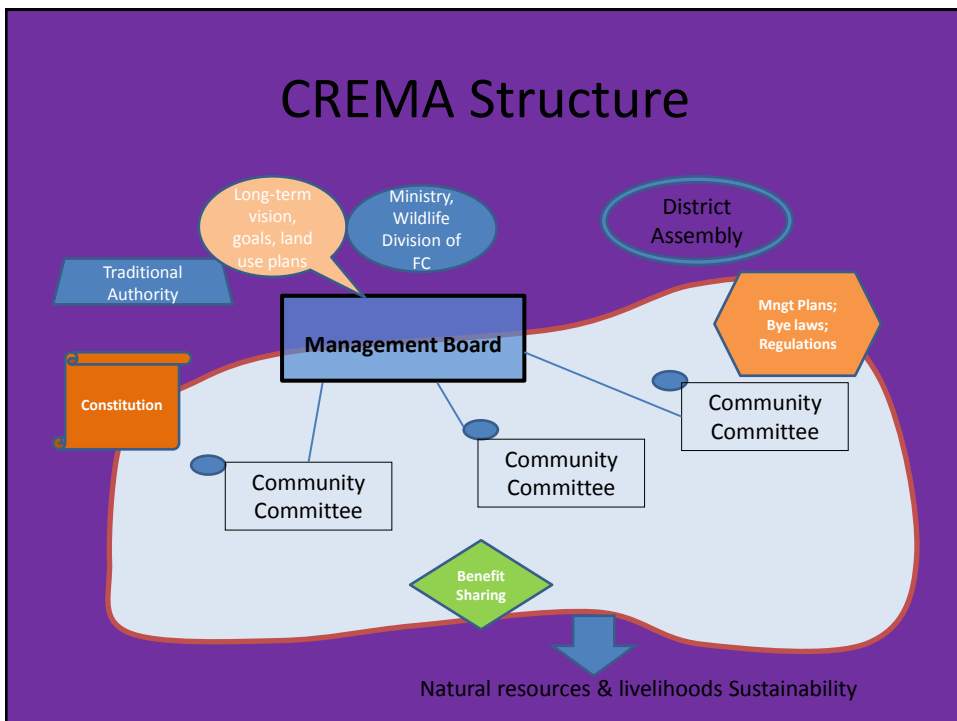 CREMA Structure
Long-term
vision,
goals, land
use plans
Ministry,
Wildlife
Division of
FC
District
Assembly
Traditional
Authority
Mngt Plans;
Bye laws;
Regulations
Management Board
Constitution
Community
Committee
Community
Committee
Community
Committee
Benefit
Sharing
Natural resources & livelihoods Sustainability